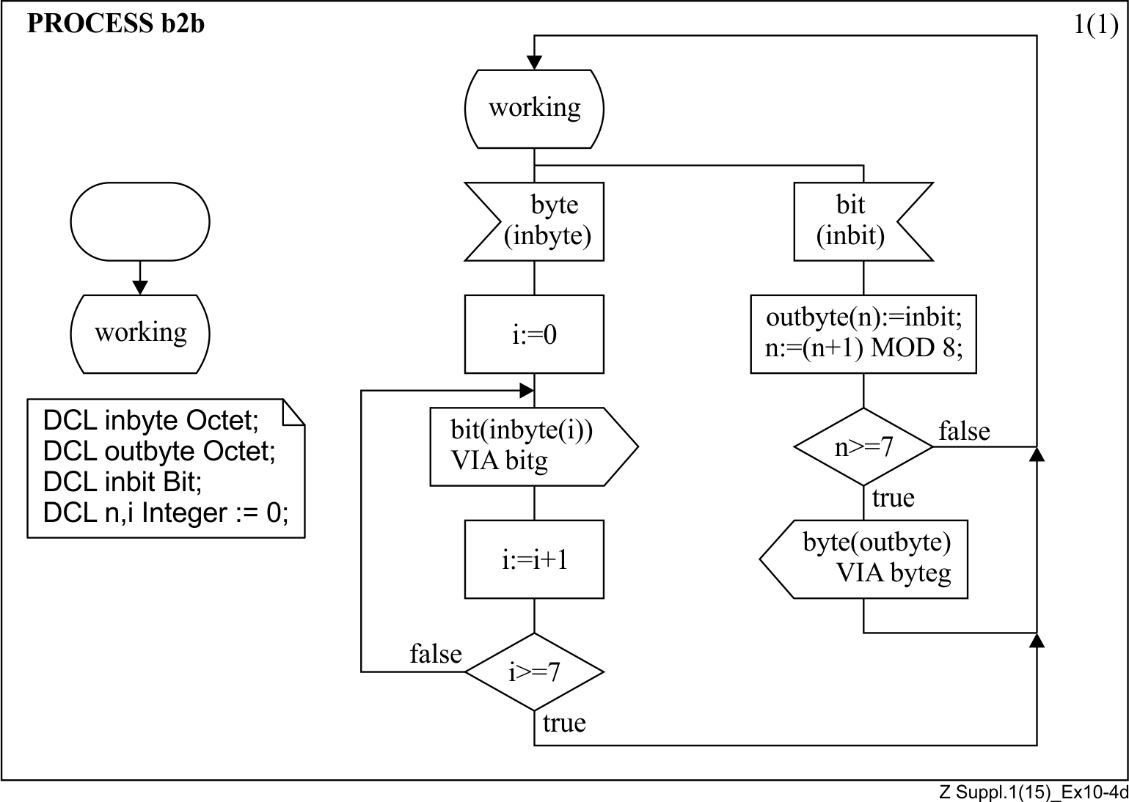 PROCESS b2b
1(1)
working
byte
(inbyte)
bit
(inbit)
working
i:=0
outbyte(n):=inbit;
n:=(n+1) MOD 8;
DCL inbyte Octet;
DCL outbyte Octet;
DCL inbit Bit;
DCL n,i Integer := 0;
bit(inbyte(i))
VIA bitg
n>=7
false
true
i:=i+1
byte(outbyte)
VIA byteg
false
i>=7
true
Z Suppl.1(15)_Ex10-4d